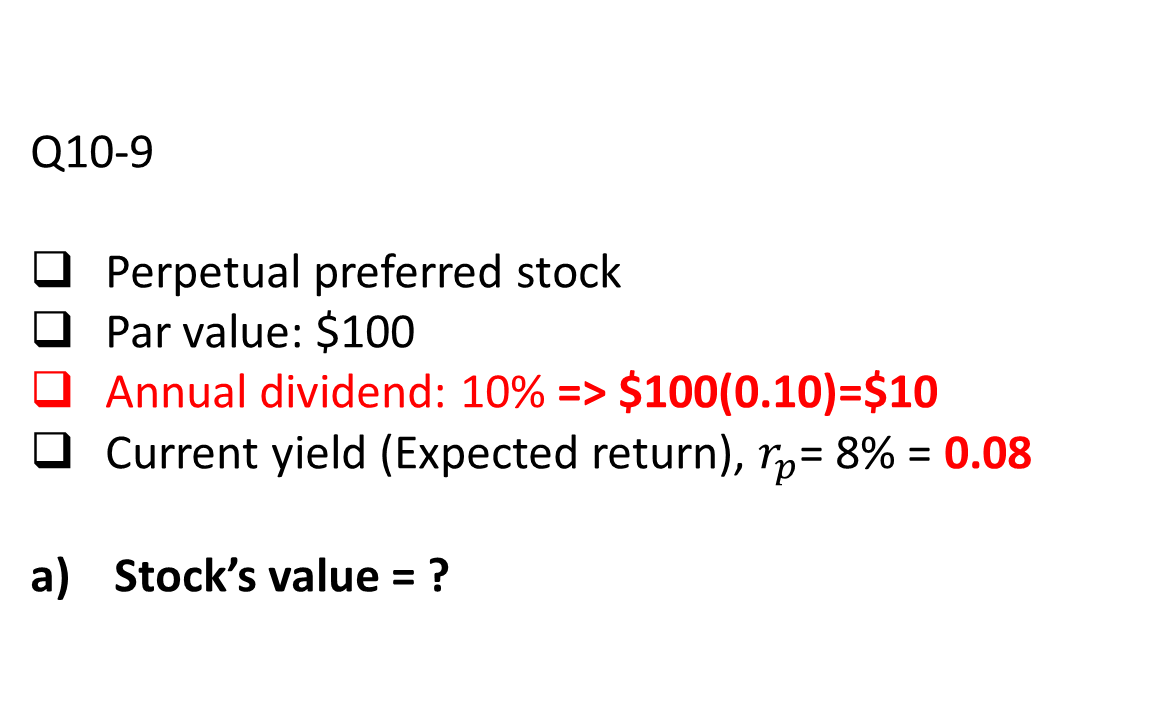 Q10-9
❑ Perpetual preferred stock
❑ Par value: $100
❑ Annual dividend: 10% => $100(0.10)=$10
❑ Current yield (Expected return), 𝑟𝑝= 8% = 0.08
a) Stock’s value = ?